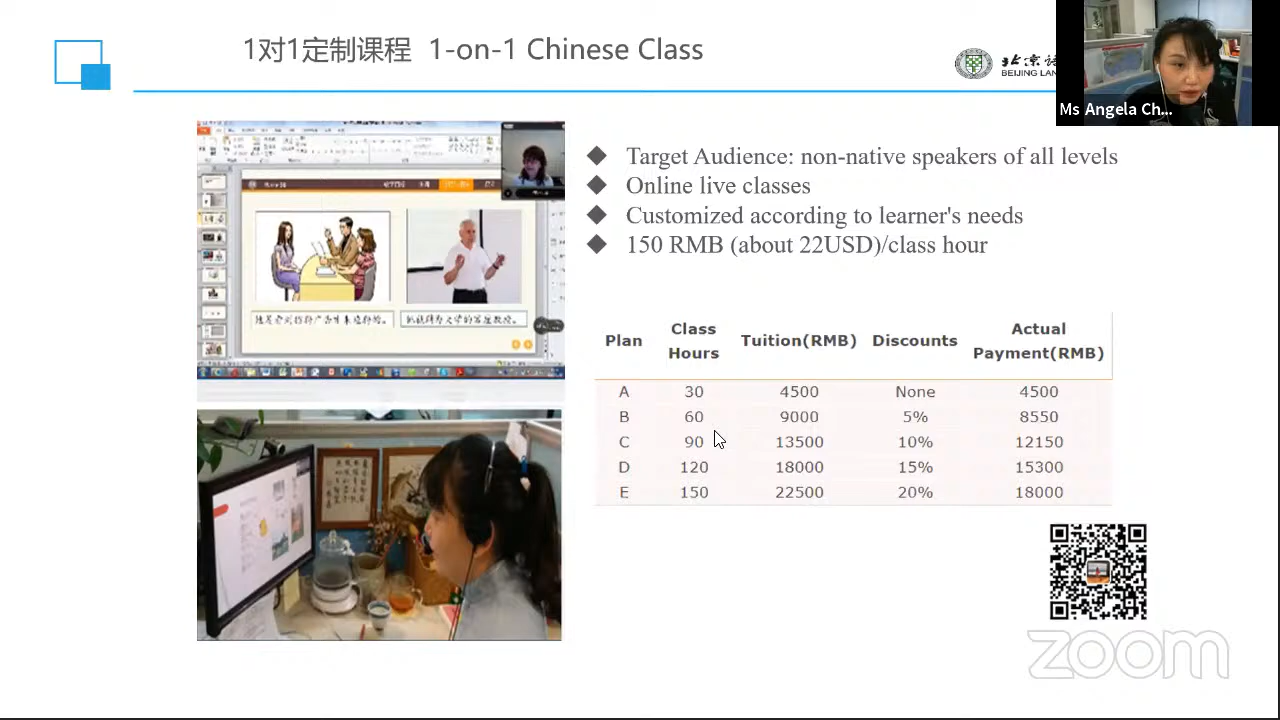 1对1定制课程 1-on-1 Chinese Class
BEIJING LAN
Ms Angela Ch...
◆ Target Audience: non-native speakers of all levels
◆ Online live classes
◆ Customized according to learner's needs
◆ 150 RMB (about 22USD)/class hour
Plan Class Hours Tuition(RMB) Discounts Actual Payment(RMB)
A 30 4500 None 4500
B 60 9000 5% 8550
C 90 13500 10% 12150
D 120 18000 15% 15300
E 150 22500 20% 18000
zoom